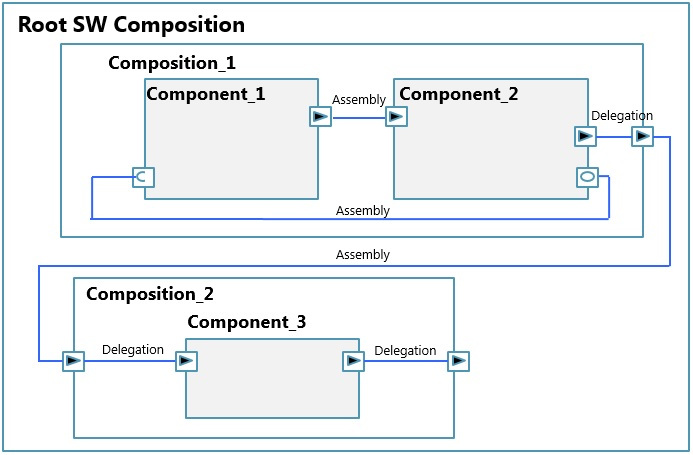 Root SW Composition
Composition_1
Component_1
Assembly
Component_2
Delegation
Assembly
Assembly
Composition_2
Component_3
Delegation
Delegation